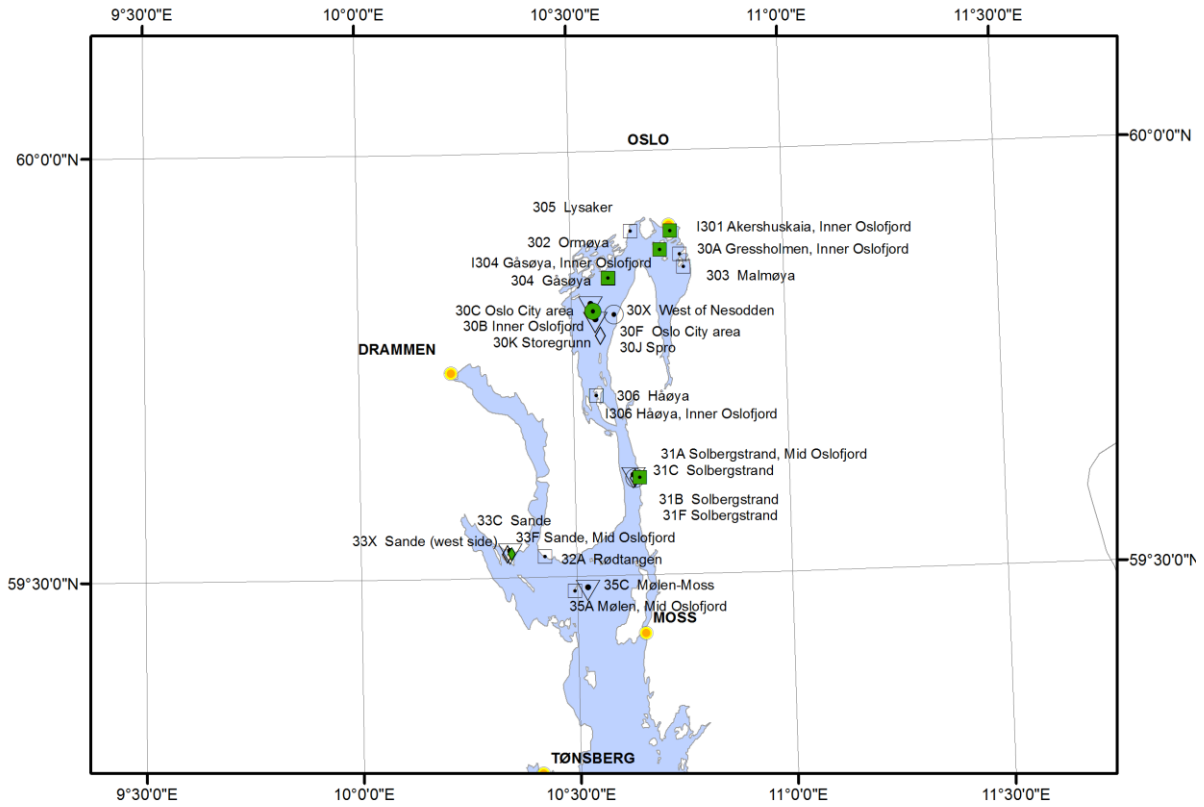 9°30'0"E
10°00'0"E
10°30'0"E
11°00'0"E
11°30'0"E
60°0'0"N
OSLO
60°0'0"N
305 Lysaker
I301 Akershuskaia, Inner Oslofjord
302 Ormøya
30A Gressholmen, Inner Oslofjord
I304 Gåsøya, Inner Oslofjord
303 Malmøya
304 Gåsøya
30C Oslo City area
30X West of Nesodden
30B Inner Oslofjord
30F Oslo City area
30K Storegrunn
30J Spro
DRAMMEN
306 Håøya
I306 Håøya, Inner Oslofjord
31A Solbergstrand, Mid Oslofjord
31C Solbergstrand
31B Solbergstrand
31F Solbergstrand
33C Sande
33F Sande, Mid Oslofjord
33X Sande (west side)
32A Rødtangen
59°30'0"N
59°30'0"N
35C Mølen-Moss
35A Mølen, Mid Oslofjord
MOSS
TØNSBERG
9°30'0"E
10°00'0"E
10°30'0"E
11°00'0"E
11°30'0"E